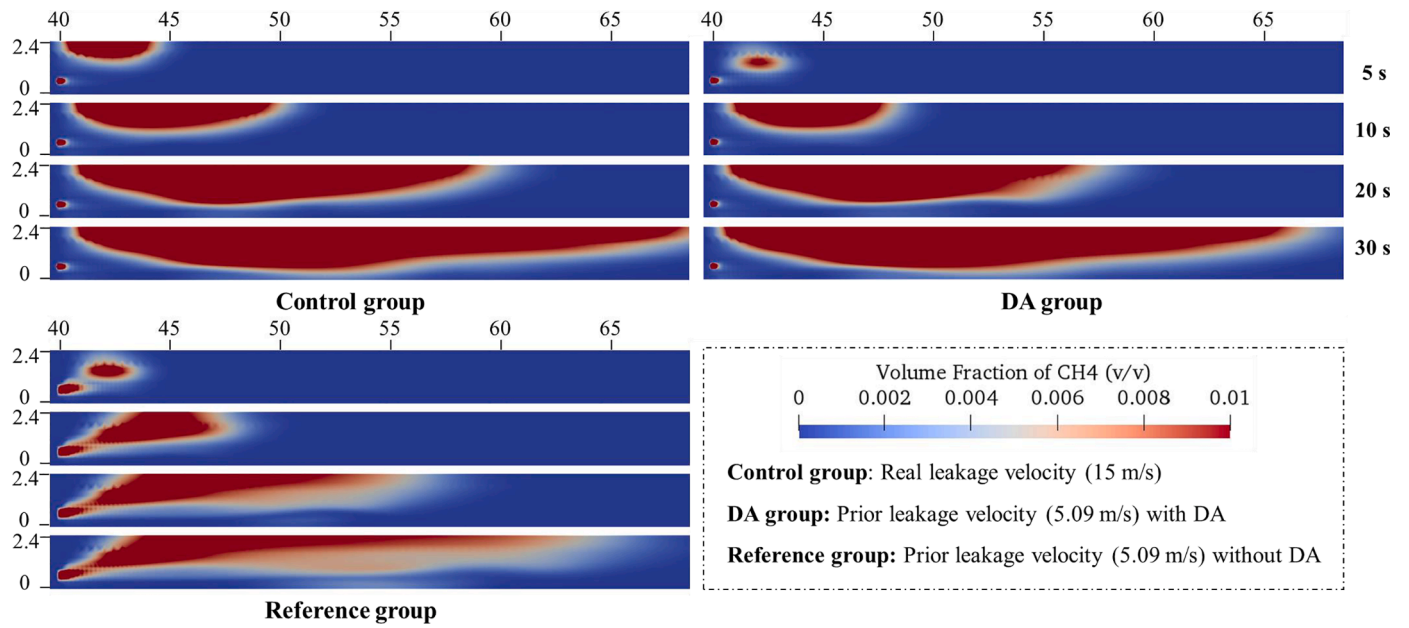 40 45 50 55 60 65
40 45 50 55 60 65
2.4
0
2.4
0
5 s
2.4
0
10 s
2.4
0
20 s
2.4
0
30 s
Control group
DA group
40 45 50 55 60 65
2.4
0
2.4
0
2.4
0
2.4
0
Reference group
Volume Fraction of CH4 (v/v)
0 0.002 0.004 0.006 0.008 0.01
Control group: Real leakage velocity (15 m/s)
DA group: Prior leakage velocity (5.09 m/s) with DA
Reference group: Prior leakage velocity (5.09 m/s) without DA